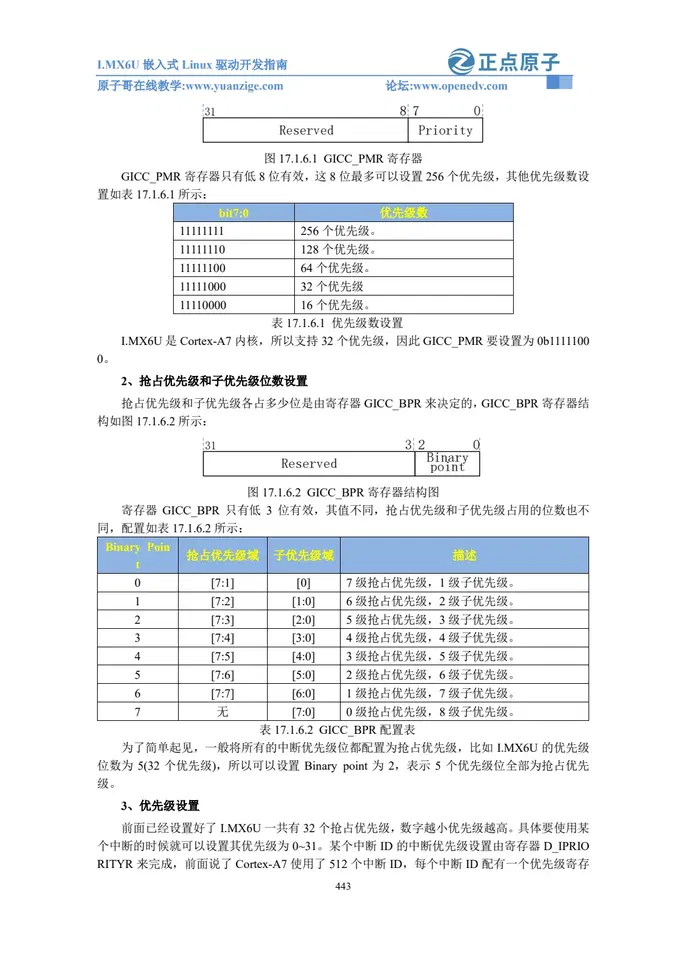 I.MX6U 嵌入式 Linux 驱动开发指南
正点原子
原子哥在线教学:www.yuanzige.com
论坛:www.openedv.com
31 8 7 0
Reserved Priority
图 17.1.6.1 GICC_PMR 寄存器
GICC_PMR 寄存器只有低 8 位有效，这 8 位最多可以设置 256 个优先级，其他优先级数设
置如表 17.1.6.1 所示：
bit7:0 优先级数
11111111 256 个优先级。
11111110 128 个优先级。
11111100 64 个优先级。
11111000 32 个优先级
11110000 16 个优先级。
表 17.1.6.1 优先级数设置
I.MX6U 是 Cortex-A7 内核，所以支持 32 个优先级，因此 GICC_PMR 要设置为 0b1111100
0。
2、抢占优先级和子优先级位数设置
抢占优先级和子优先级各占多少位是由寄存器 GICC_BPR 来决定的，GICC_BPR 寄存器结
构如图 17.1.6.2 所示：
31 3 2 0
Reserved Binary
point
图 17.1.6.2 GICC_BPR 寄存器结构图
寄存器 GICC_BPR 只有低 3 位有效，其值不同，抢占优先级和子优先级占用的位数也不
同，配置如表 17.1.6.2 所示：
Binary Poin
t 抢占优先级域 子优先级域 描述
0 [7:1] [0] 7 级抢占优先级，1 级子优先级。
1 [7:2] [1:0] 6 级抢占优先级，2 级子优先级。
2 [7:3] [2:0] 5 级抢占优先级，3 级子优先级。
3 [7:4] [3:0] 4 级抢占优先级，4 级子优先级。
4 [7:5] [4:0] 3 级抢占优先级，5 级子优先级。
5 [7:6] [5:0] 2 级抢占优先级，6 级子优先级。
6 [7:7] [6:0] 1 级抢占优先级，7 级子优先级。
7 无 [7:0] 0 级抢占优先级，8 级子优先级。
表 17.1.6.2 GICC_BPR 配置表
为了简单起见，一般将所有的中断优先级位都配置为抢占优先级，比如 I.MX6U 的优先级
位数为 5(32 个优先级)，所以可以设置 Binary point 为 2，表示 5 个优先级位全部为抢占优先
级。
3、优先级设置
前面已经设置好了 I.MX6U 一共有 32 个抢占优先级，数字越小优先级越高。具体要使用某
个中断的时候就可以设置其优先级为 0~31。某个中断 ID 的中断优先级设置由寄存器 D_IPRIO
RITYR 来完成，前面说了 Cortex-A7 使用了 512 个中断 ID，每个中断 ID 配有一个优先级寄存
443